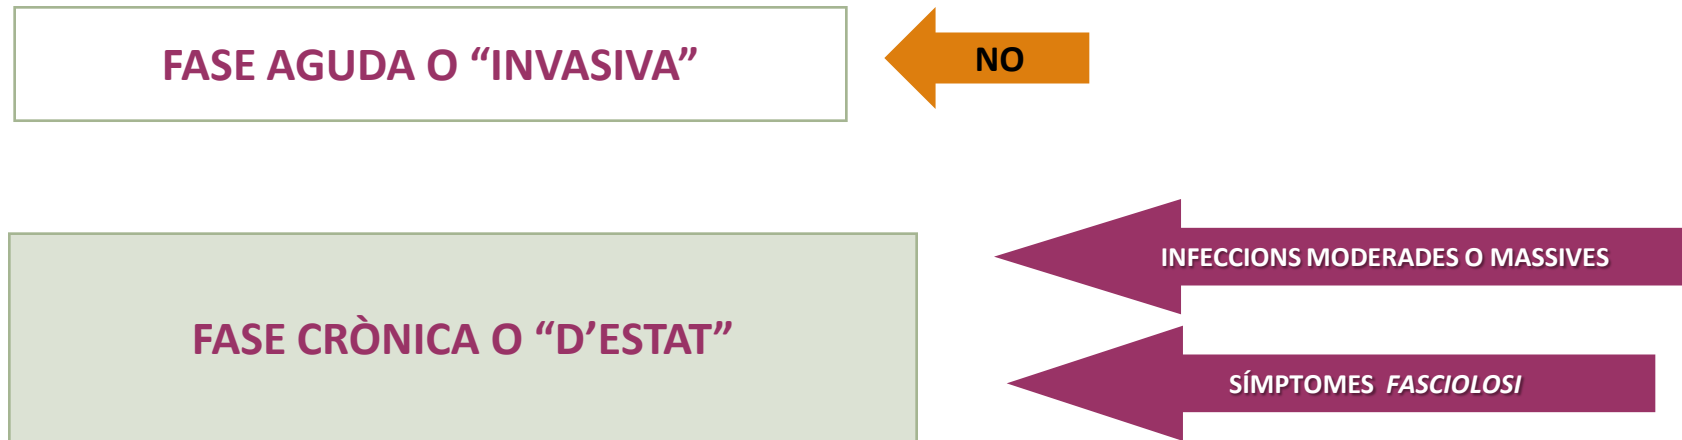 FASE AGUDA O “INVASIVA”
NO
INFECCIONS MODERADES O MASSIVES
FASE CRÒNICA O “D’ESTAT”
SÍMPTOMES FASCIOLOSI